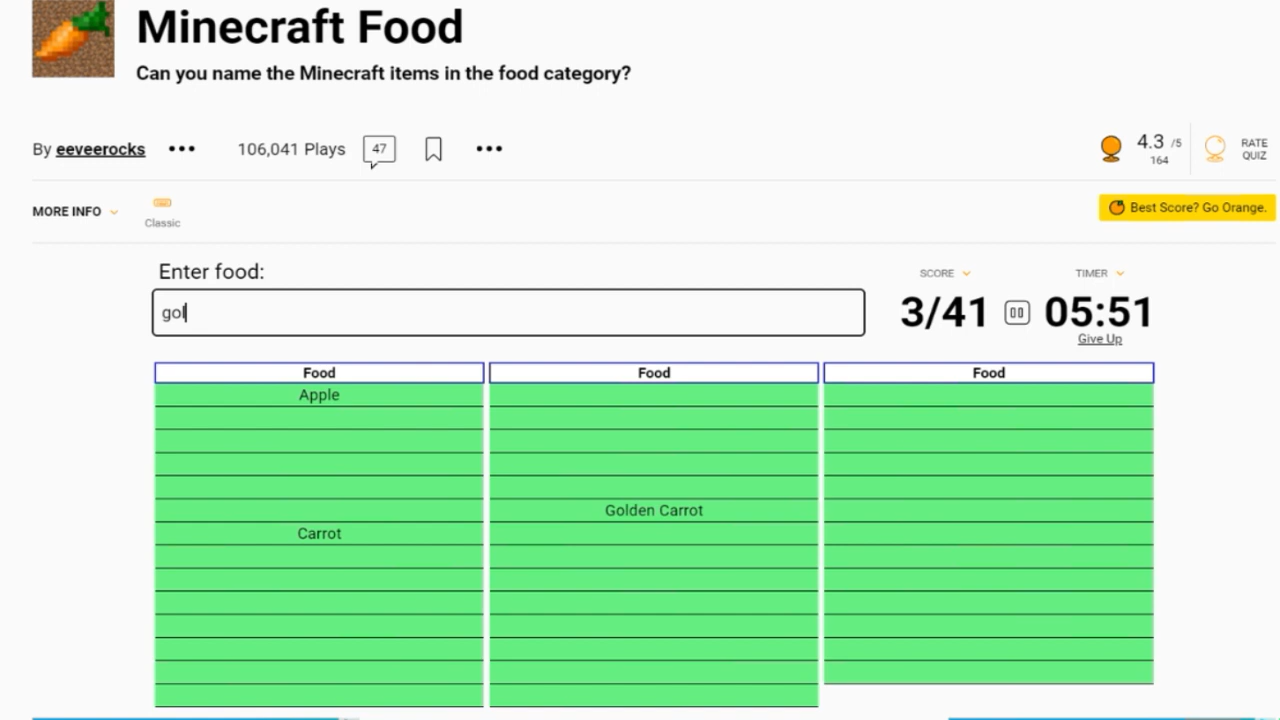 Minecraft Food
Can you name the Minecraft items in the food category?
By eeveerocks ••• 106,041 Plays 47 •••
4.3 /5
164
RATE
QUIZ
MORE INFO
Classic
Best Score? Go Orange.
Enter food:
gol
SCORE
3/41
TIMER
05:51
Give Up
Food Food Food
Apple
Golden Carrot
Carrot